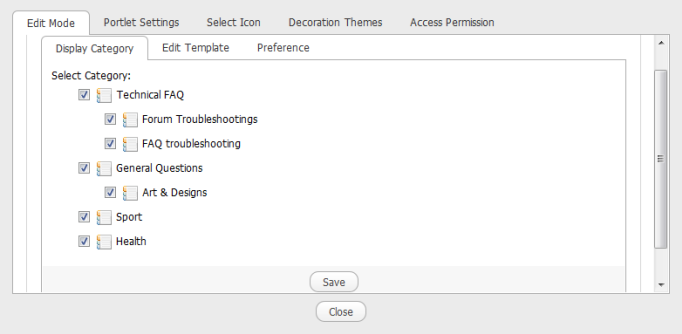 Edit Mode Portlet Settings Select Icon Decoration Themes Access Permission
Display Category Edit Template Preference
Select Category:
Technical FAQ
Forum Troubleshootings
FAQ troubleshooting
General Questions
Art & Designs
Sport
Health
Save
Close